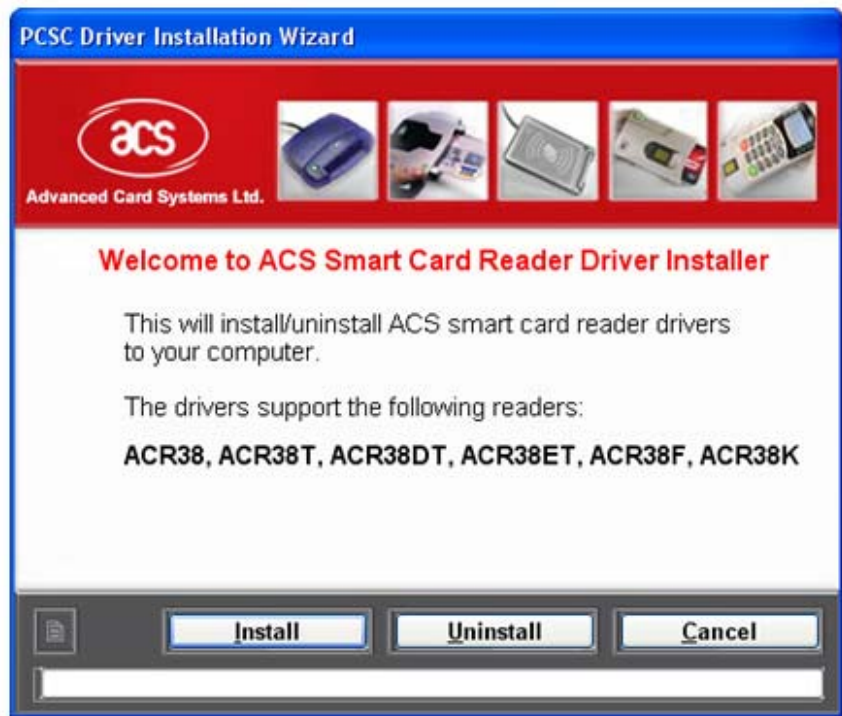 PCSC Driver Installation Wizard
acs
Advanced Card Systems Ltd.
Welcome to ACS Smart Card Reader Driver Installer
This will install/uninstall ACS smart card reader drivers
to your computer.
The drivers support the following readers:
ACR38, ACR38T, ACR38DT, ACR38ET, ACR38F, ACR38K
Install
Uninstall
Cancel